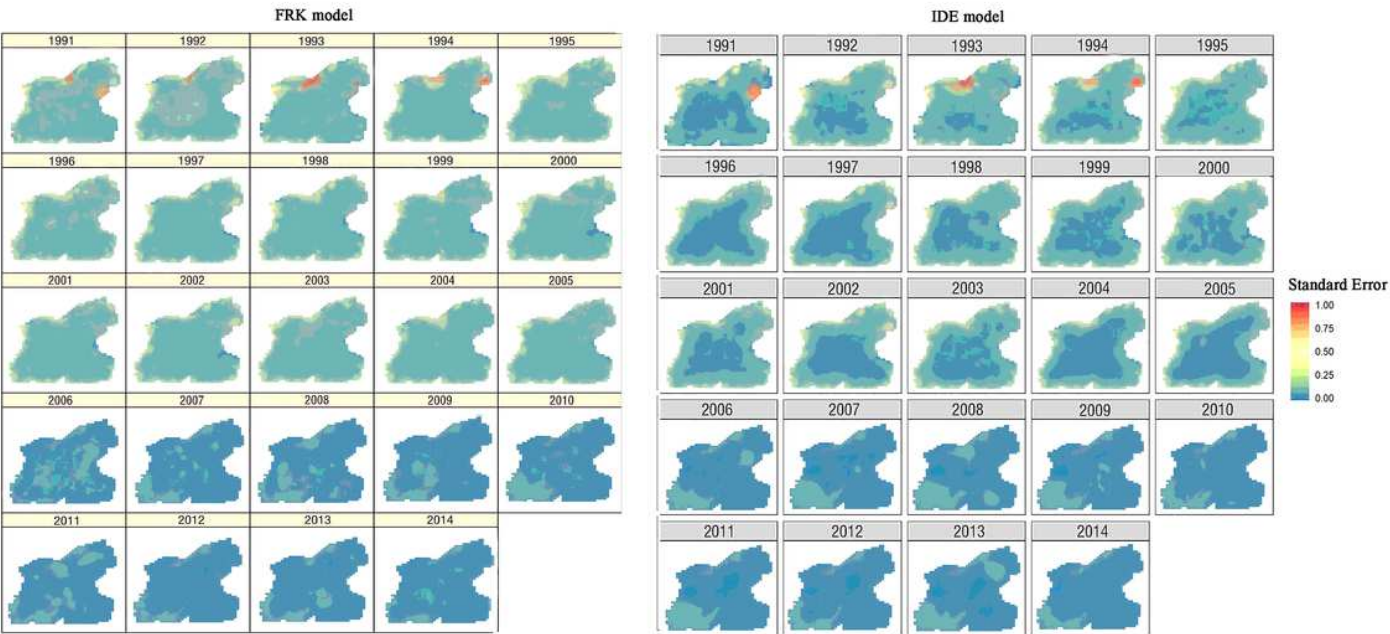 FRK model
IDE model
1991 1992 1993 1994 1995
1991 1992 1993 1994 1995
1996 1997 1998 1999 2000
1996 1997 1998 1999 2000
2001 2002 2003 2004 2005
2001 2002 2003 2004 2005
Standard Error
1.00
0.75
0.50
0.25
0.00
2006 2007 2008 2009 2010
2006 2007 2008 2009 2010
2011 2012 2013 2014
2011 2012 2013 2014